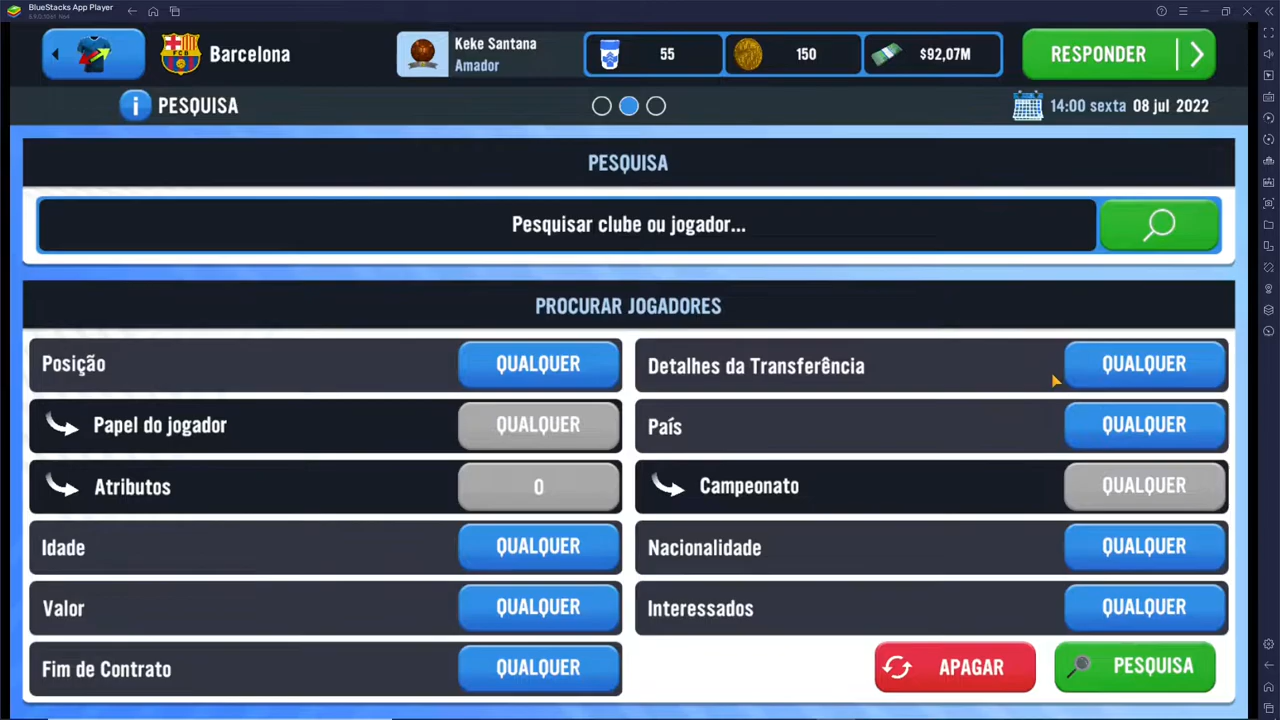 BlueStacks App Player
Barcelona
Keke Santana
Amador
55
150
$92,07M
RESPONDER
PESQUISA
14:00 sexta 08 jul 2022
PESQUISA
Pesquisar clube ou jogador...
PROCURAR JOGADORES
Posição QUALQUER
Detalhes da Transferência QUALQUER
Papel do jogador QUALQUER
País QUALQUER
Atributos 0
Campeonato QUALQUER
Idade QUALQUER
Nacionalidade QUALQUER
Valor QUALQUER
Interessados QUALQUER
Fim de Contrato QUALQUER
APAGAR
PESQUISA